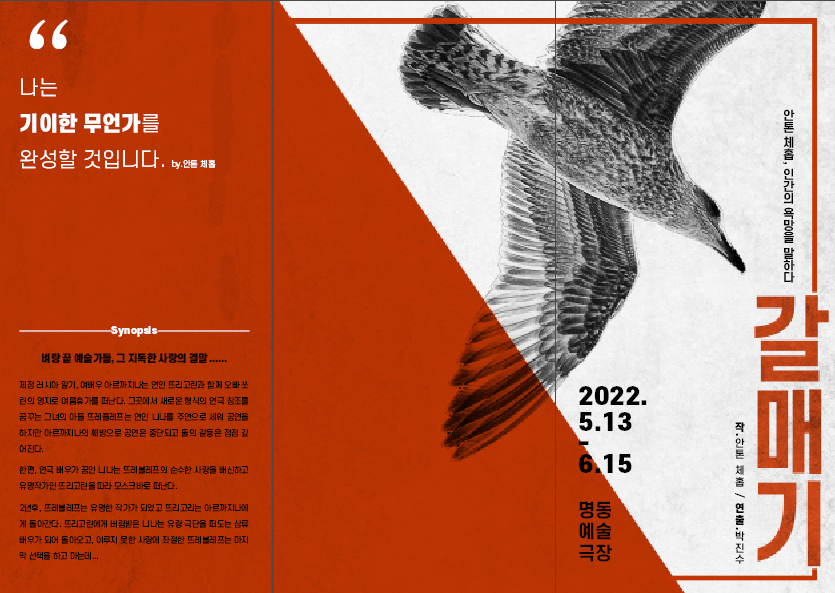 “
나는
기이한 무언가를
완성할 것입니다. by.안톤 체홉
Synopsis
벼랑 끝 예술가들, 그 지독한 사랑의 결말......
제정 러시아 말기, 여배우 아르까지나는 연인 뜨리고린과 함께 오빠 쏘
린의 영지로 여름휴가를 떠난다. 그곳에서 새로운 형식의 연극 창조를
꿈꾸는 그녀의 아들 뜨레플레프는 연인 니나를 주연으로 세워 공연을
하지만 아르까지나의 훼방으로 공연은 중단되고 둘의 갈등은 점점 깊
어진다.
한편, 연극 배우가 꿈인 니나는 뜨레블레프의 순수한 사랑을 배신하고
유명작가인 뜨리고린을 따라 모스크바로 떠난다.
2년후, 뜨레블레프는 유명한 작가가 되었고 뜨리고리는 아르까지나에
게 돌아간다. 뜨리고린에게 버림받은 니나는 유랑 극단을 떠도는 삼류
배우가 되어 돌아오고, 이루지 못한 사랑에 좌절한 뜨레블레프는 마지
막 선택을 하고 마는데...
2022.
5.13
–
6.15
명동
예술
극장
안톤 체홉, 인간의 욕망을 말하다
갈매기
작.안톤 체홉 / 연출.박진수